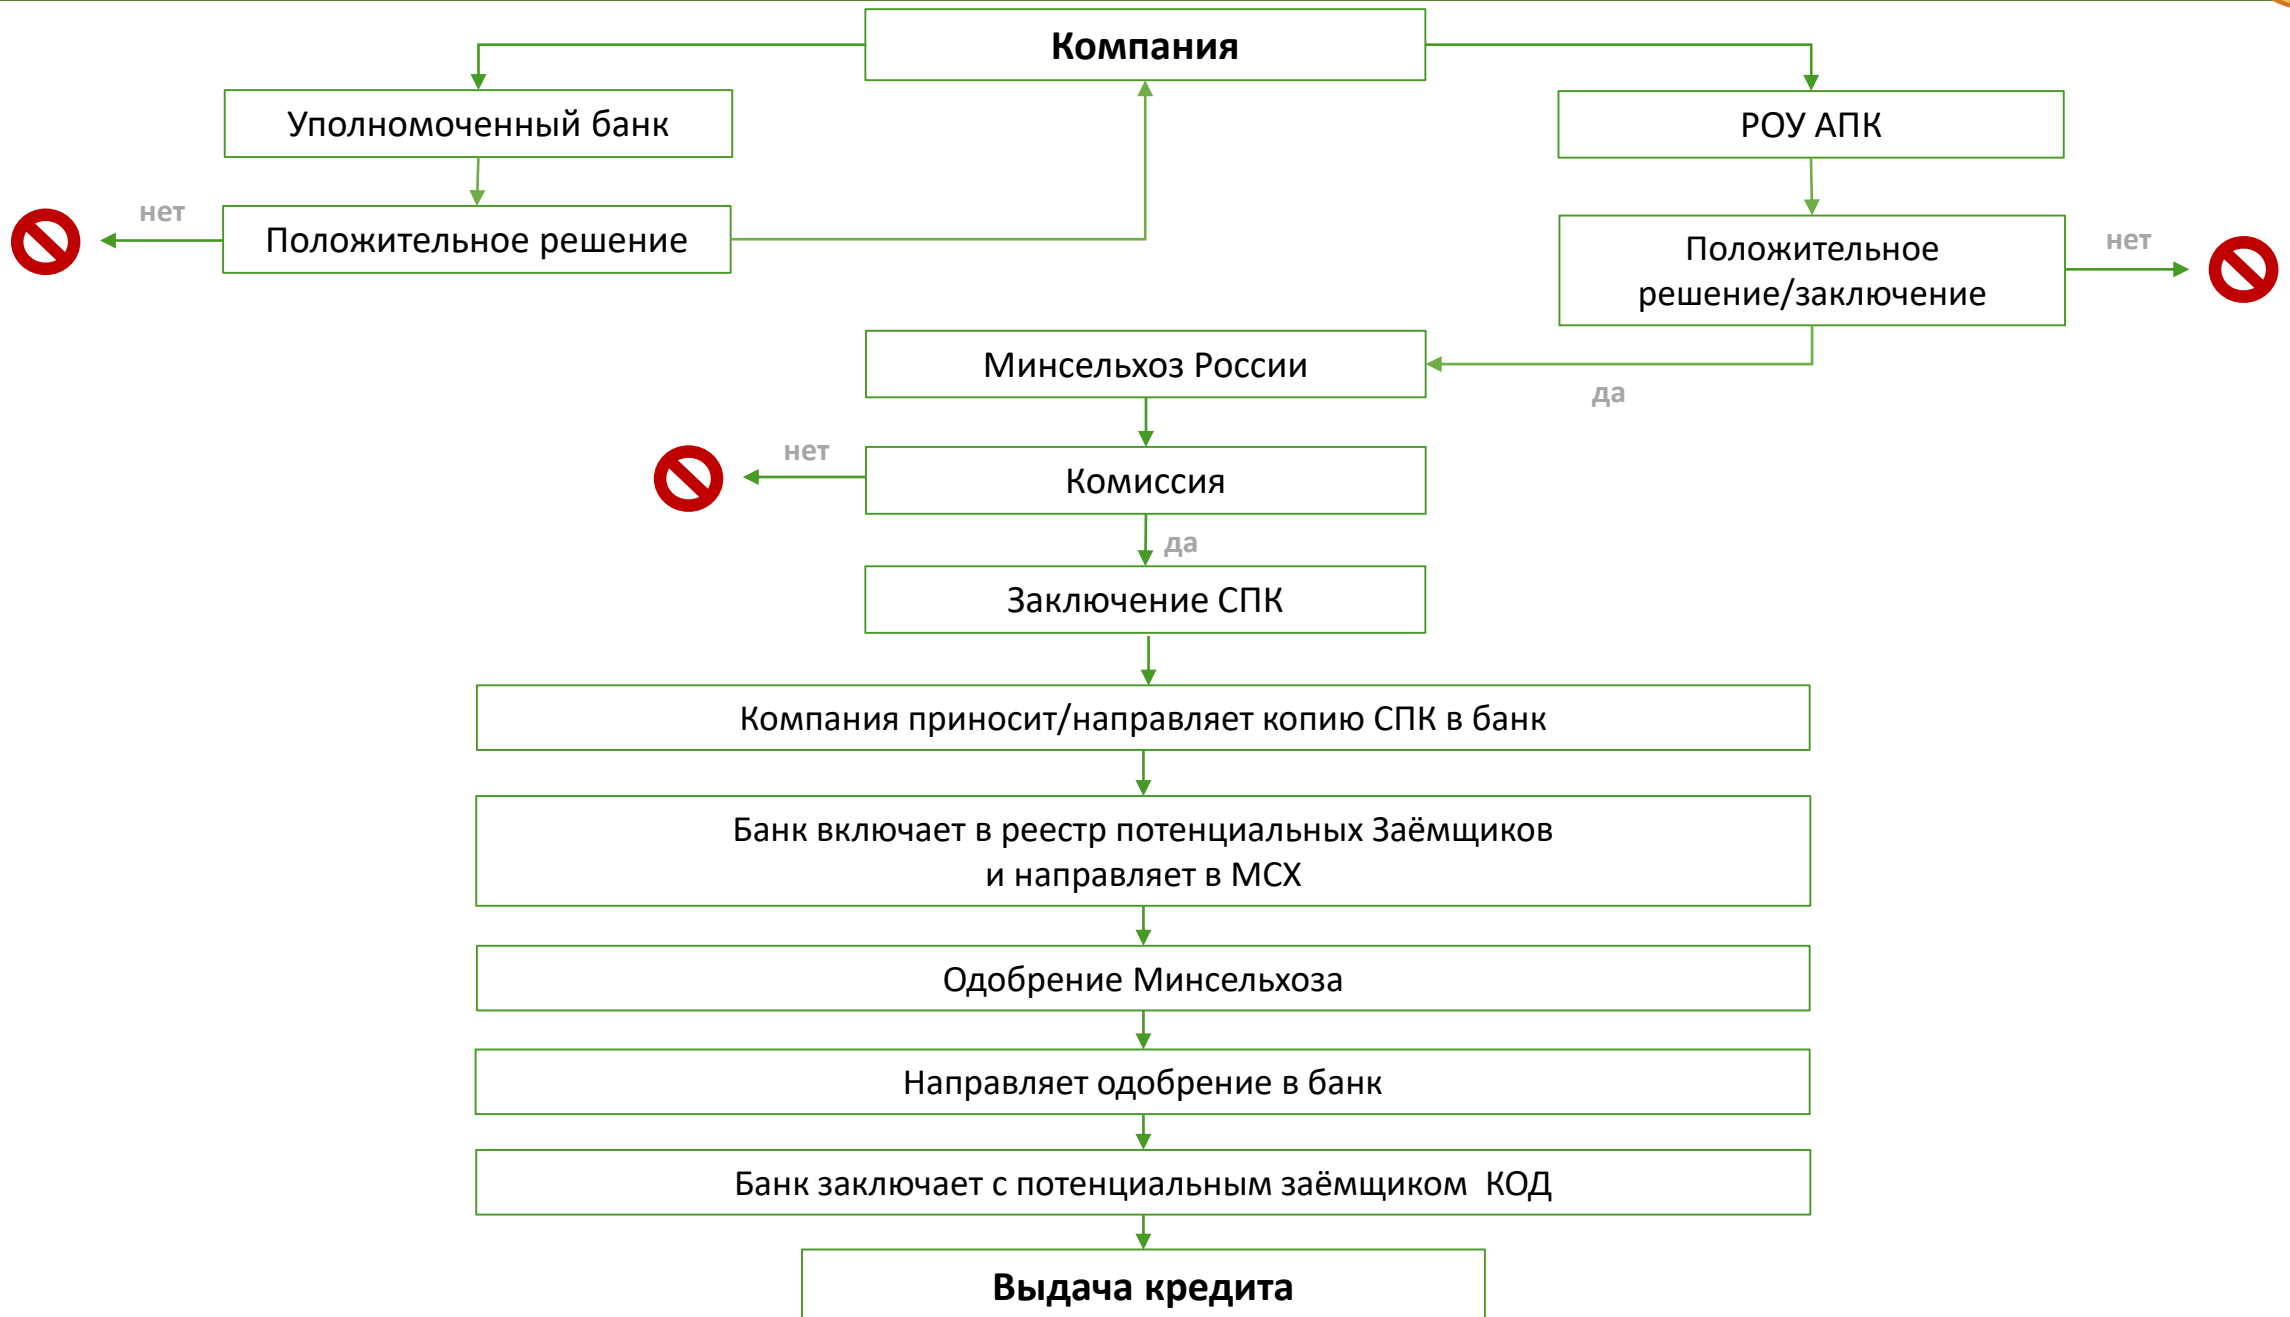 Компания
Уполномоченный банк
РОУ АПК
нет
Положительное решение
Положительное
решение/заключение
нет
Минсельхоз России
да
нет
Комиссия
да
Заключение СПК
Компания приносит/направляет копию СПК в банк
Банк включает в реестр потенциальных Заёмщиков
и направляет в МСХ
Одобрение Минсельхоза
Направляет одобрение в банк
Банк заключает с потенциальным заёмщиком КОД
Выдача кредита